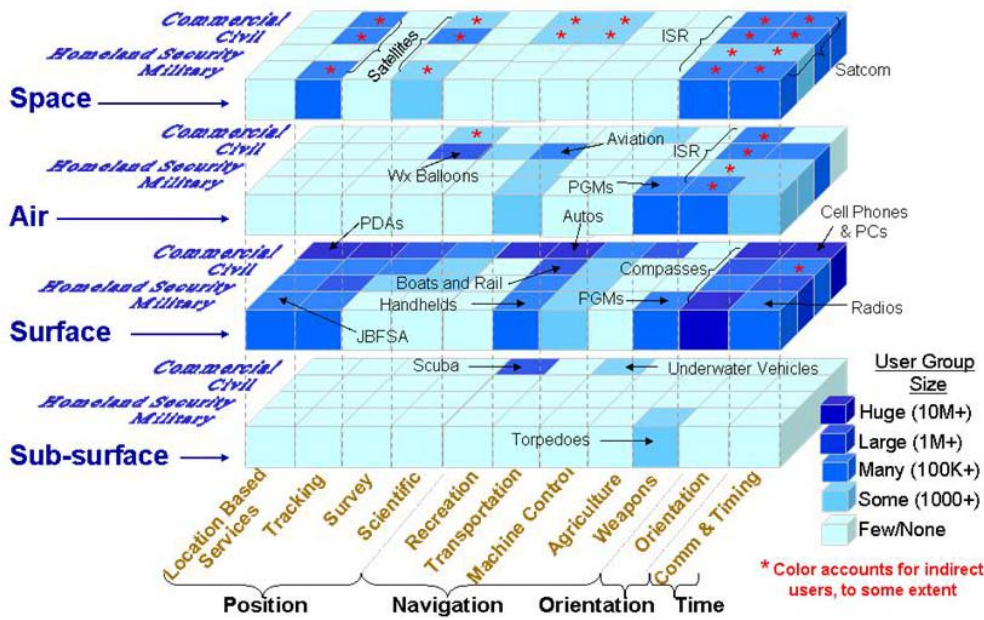 Commercial
Civil
Homeland Security
Military
Space
Satellites
ISR
Satcom
Commercial
Civil
Homeland Security
Military
Air
Wx Balloons
Aviation
PGMs
ISR
Commercial
Civil
Homeland Security
Military
Surface
PDAs
Autos
Cell Phones
& PCs
Boats and Rail
Compasses
Handhelds
PGMs
JBFSA
Radios
Commercial
Civil
Homeland Security
Military
Sub-surface
Scuba
Underwater Vehicles
Torpedoes
User Group
Size
Huge (10M+)
Large (1M+)
Many (100K+)
Some (1000+)
Few/None
* Color accounts for indirect
users, to some extent
Location Based
Services
Tracking
Survey
Scientific
Recreation
Transportation
Machine Control
Agriculture
Weapons
Orientation
Comm & Timing
Position
Navigation
Orientation
Time